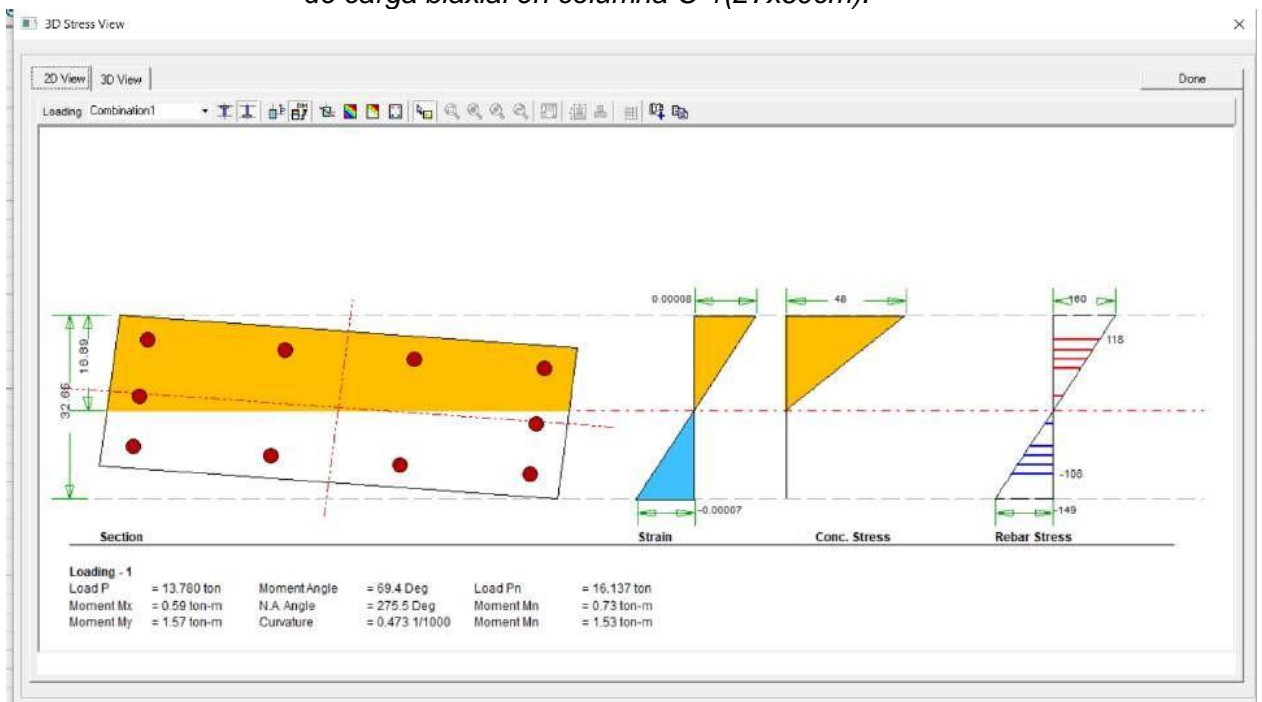 de carga biaxial en columna C-1(27x80cm).
3D Stress View
2D View 3D View Done
Loading Combination1
16.89
32.66
0.00008
-0.00007
48
160
118
-106
-149
Section Strain Conc. Stress Rebar Stress
Loading - 1
Load P = 13.780 ton Moment Angle = 69.4 Deg Load Pn = 16.137 ton
Moment Mx = 0.59 ton-m N.A. Angle = 275.5 Deg Moment Mn = 0.73 ton-m
Moment My = 1.57 ton-m Curvature = 0.473 1/1000 Moment Mn = 1.53 ton-m